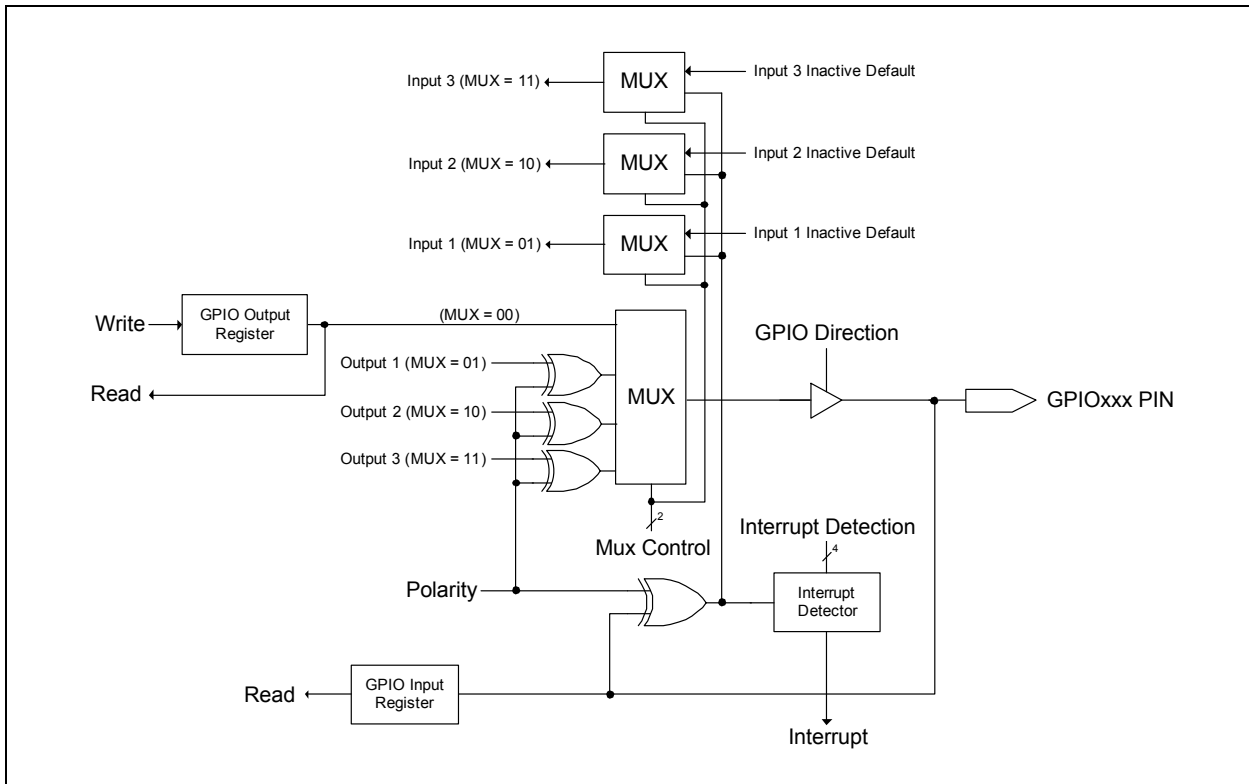 Input 3 (MUX = 11)
MUX
Input 3 Inactive Default
Input 2 (MUX = 10)
MUX
Input 2 Inactive Default
Input 1 (MUX = 01)
MUX
Input 1 Inactive Default
Write
GPIO Output
Register
(MUX = 00)
GPIO Direction
Read
Output 1 (MUX = 01)
MUX
GPIOxxx PIN
Output 2 (MUX = 10)
Output 3 (MUX = 11)
2
Mux Control
Interrupt Detection
4
Polarity
Interrupt
Detector
Read
GPIO Input
Register
Interrupt